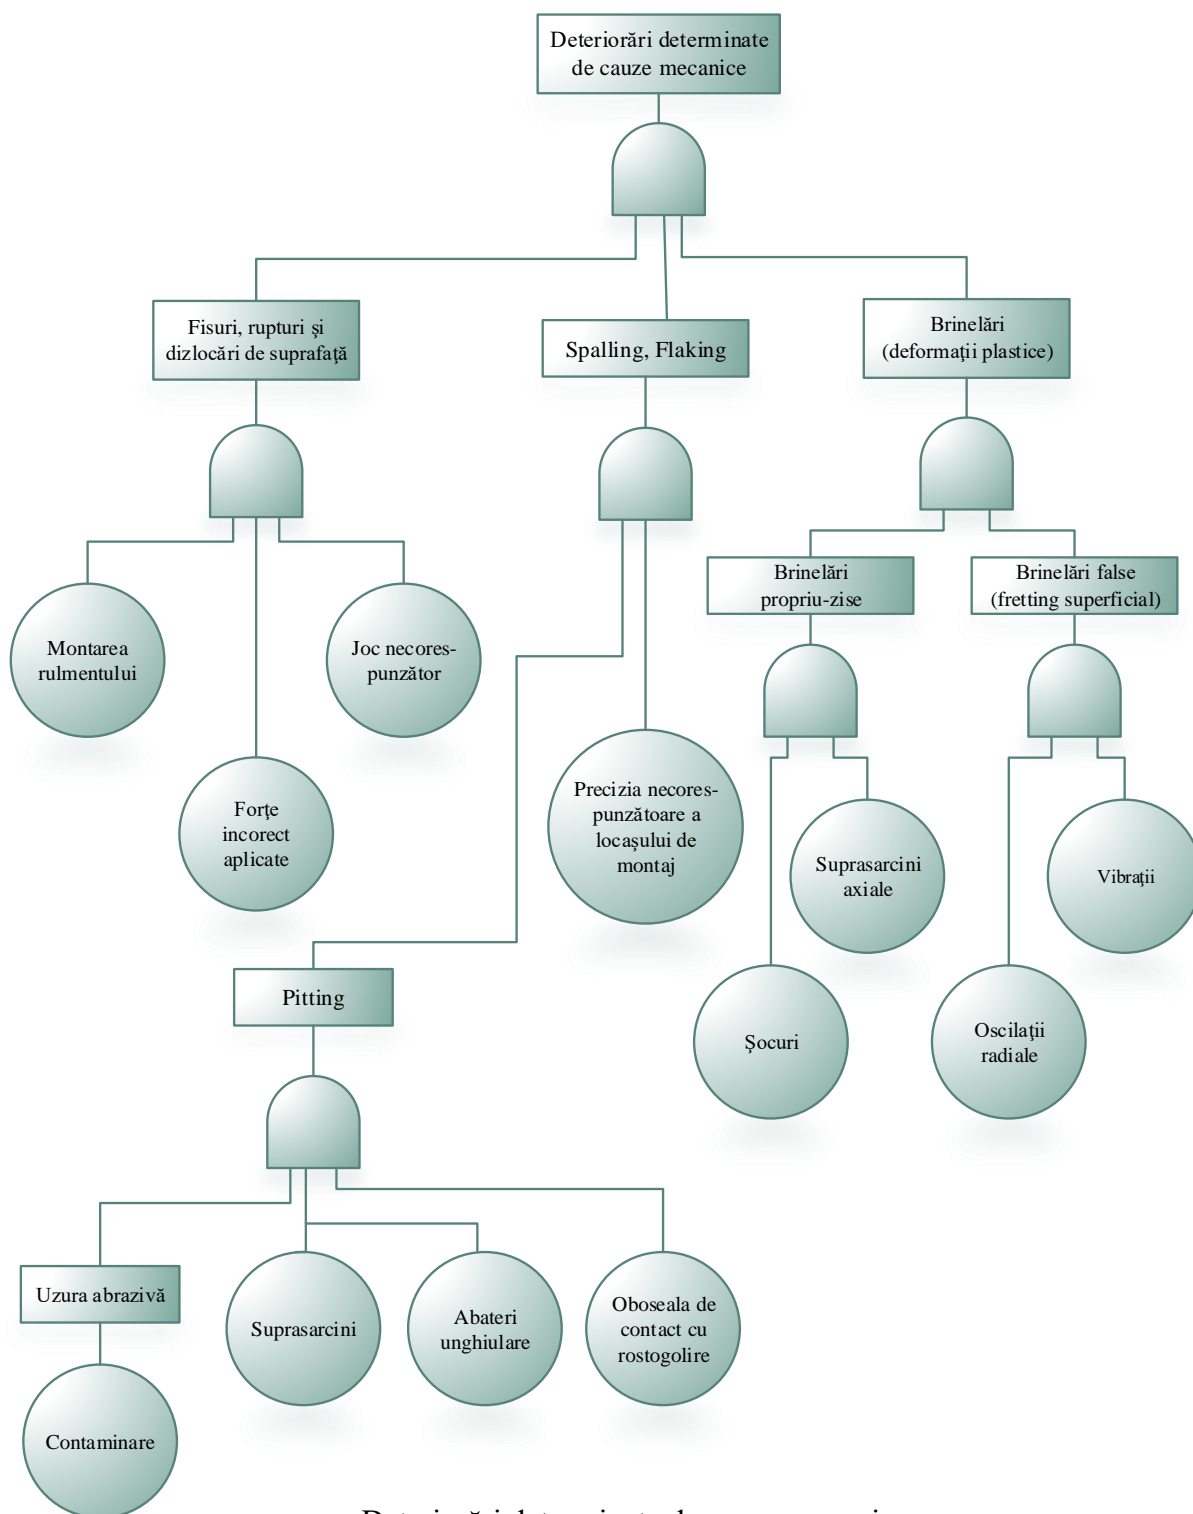 Deteriorări determinate
de cauze mecanice
Fisuri, rupturi şi
dizlocări de suprafaţă
Spalling, Flaking
Brinelări
(deformaţii plastice)
Brinelări
propriu-zise
Brinelări false
(fretting superficial)
Montarea
rulmentului
Joc necores-
punzător
Forţe
incorect
aplicate
Precizia necores-
punzătoare a
locaşului de
montaj
Suprasarcini
axiale
Vibraţii
Pitting
Şocuri
Oscilaţii
radiale
Uzura abrazivă
Suprasarcini
Abateri
unghiulare
Oboseala de
contact cu
rostogolire
Contaminare